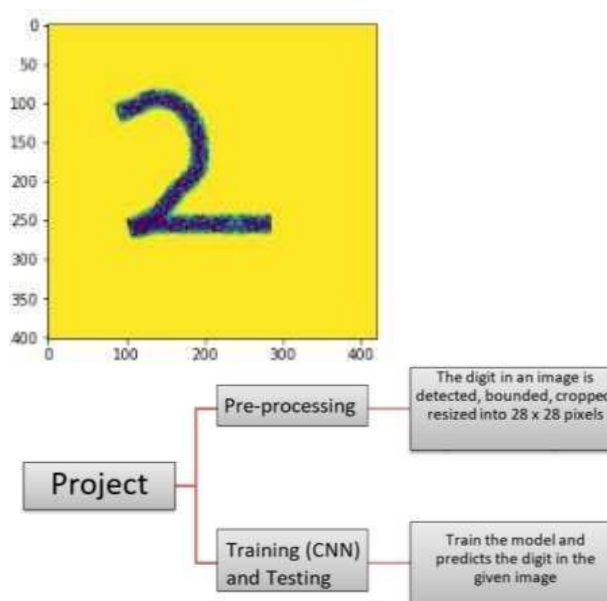 0
50
100
150
200
250
300
350
400
2
0 100 200 300 400
Project
Pre-processing
The digit in an image is
detected, bounded, cropped
resized into 28 x 28 pixels
Training (CNN)
and Testing
Train the model and
predicts the digit in the
given image